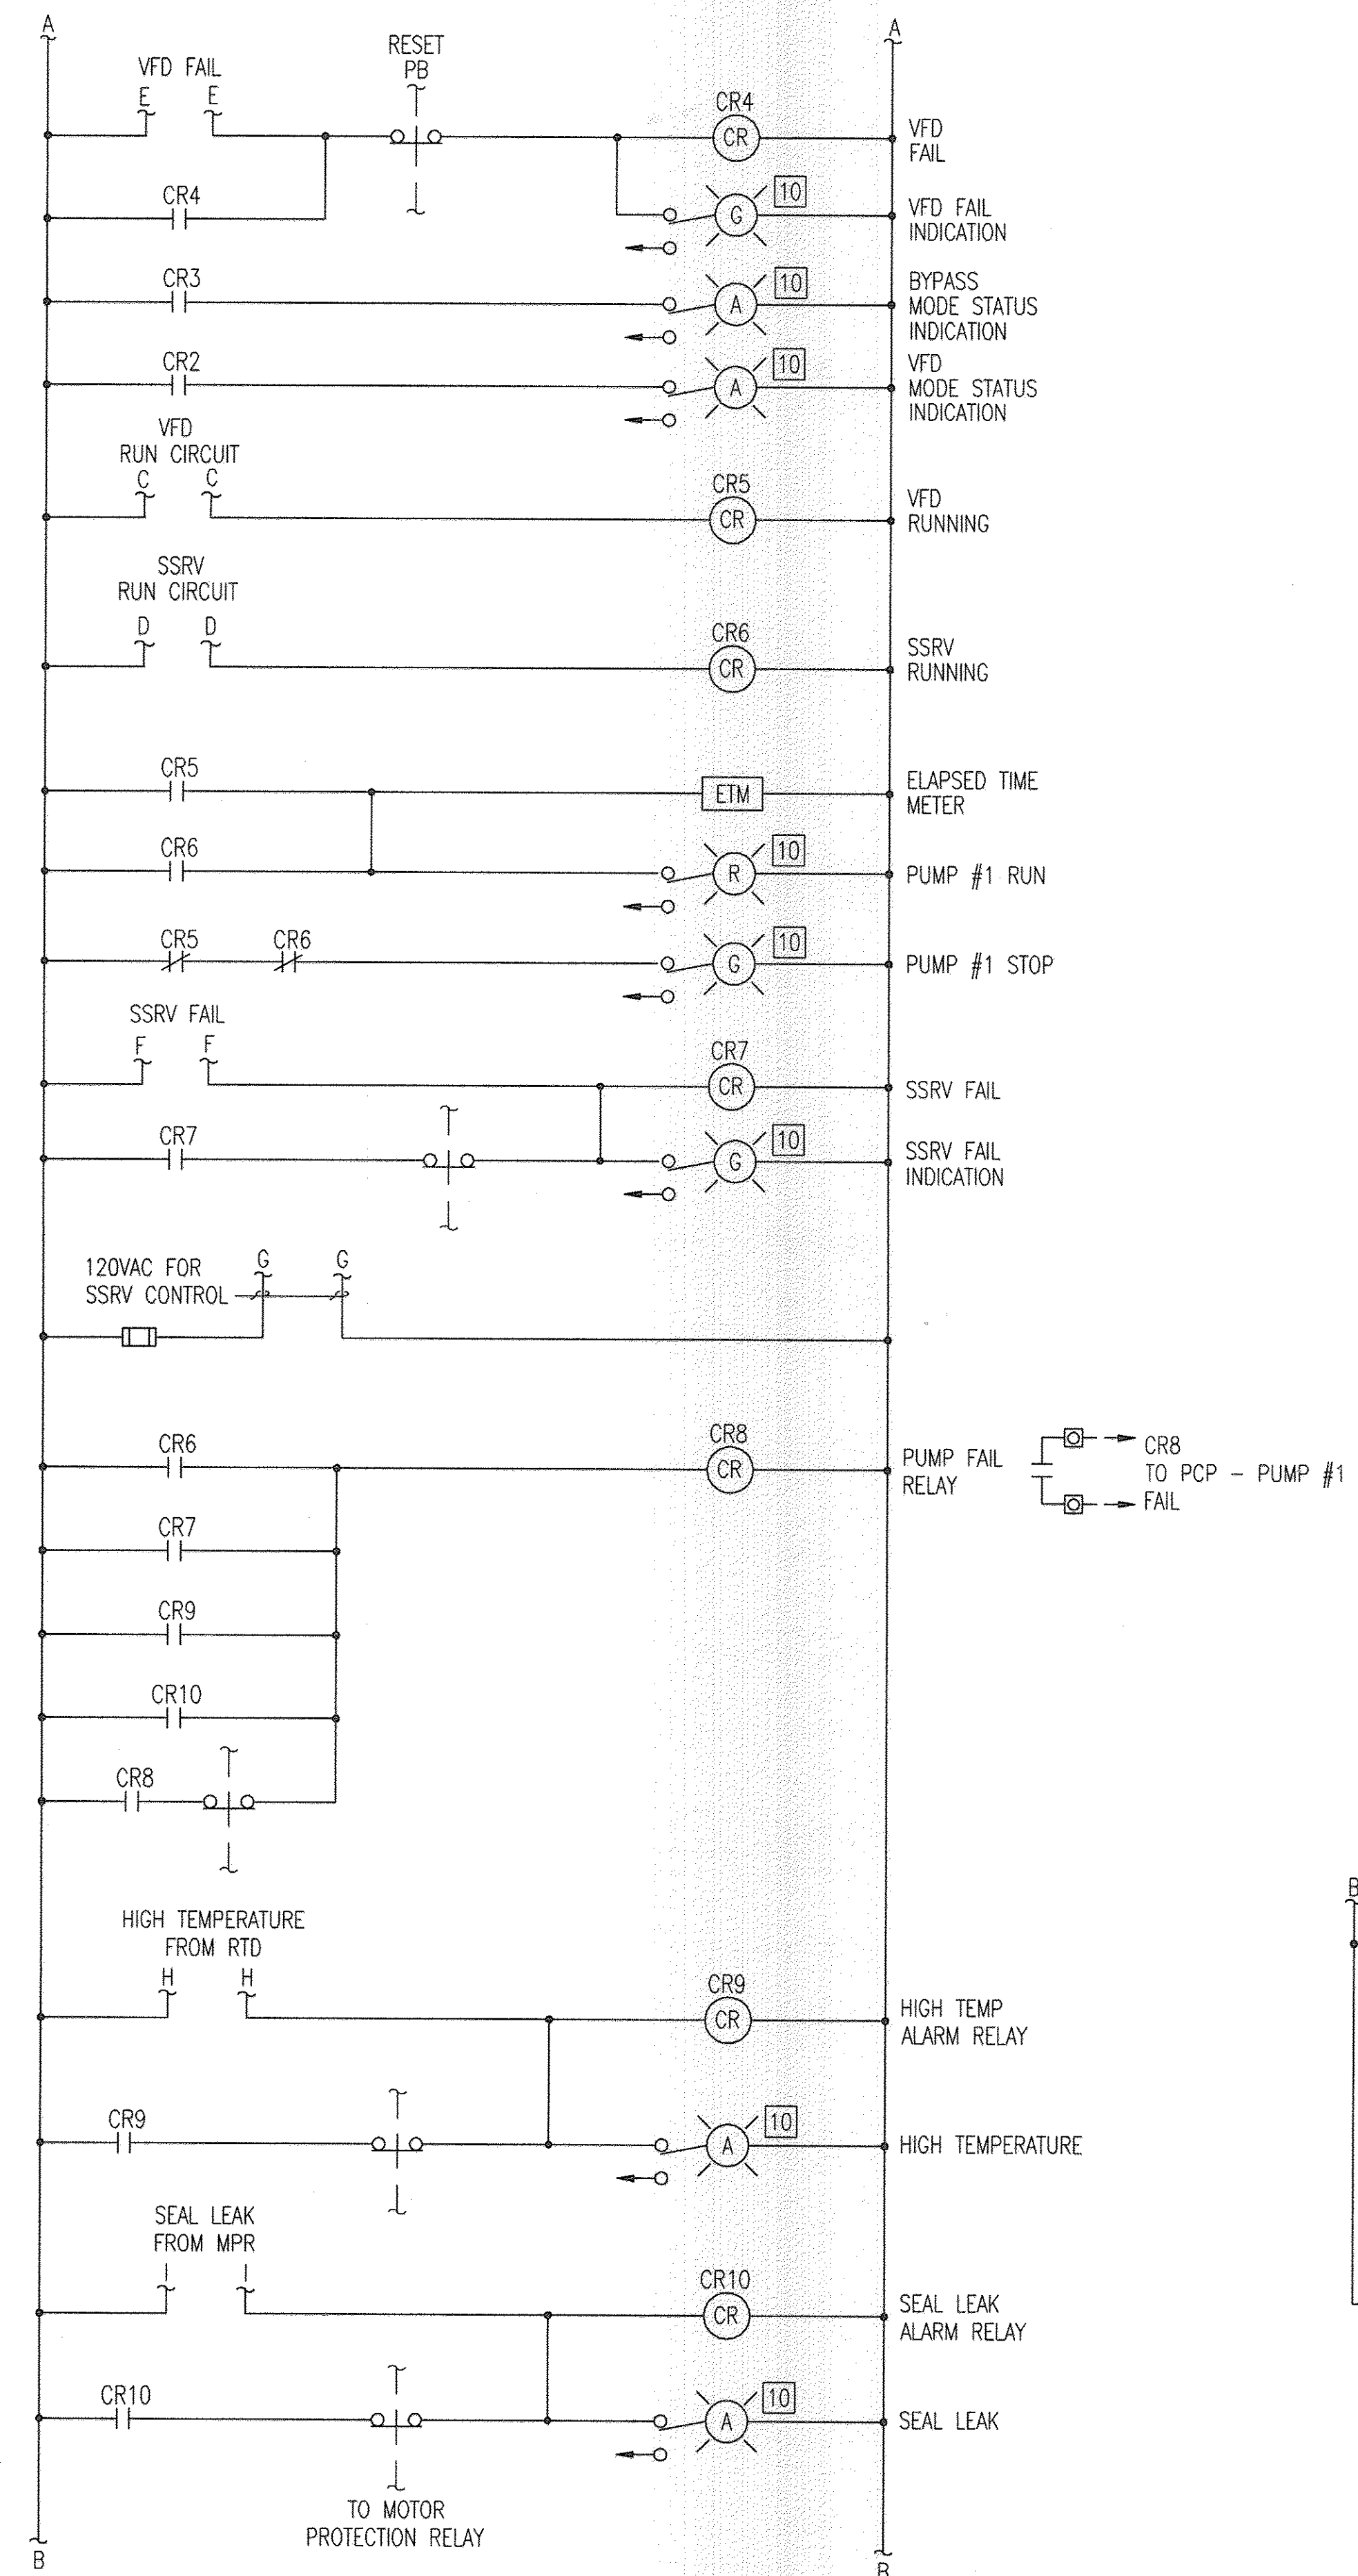 A
A
RESET
PB
VFD FAIL
E E
CR4
CR
VFD
FAIL
CR4
G
10
VFD FAIL
INDICATION
CR3
A
10
BYPASS
MODE STATUS
INDICATION
CR2
A
10
VFD
MODE STATUS
INDICATION
VFD
RUN CIRCUIT
C C
CR5
CR
VFD
RUNNING
SSRV
RUN CIRCUIT
D D
CR6
CR
SSRV
RUNNING
CR5
ETM
ELAPSED TIME
METER
CR6
R
10
PUMP #1 RUN
CR5 CR6
G
10
PUMP #1 STOP
SSRV FAIL
F F
CR7
CR
SSRV FAIL
CR7
G
10
SSRV FAIL
INDICATION
120VAC FOR
SSRV CONTROL
G G
CR6
CR8
CR
PUMP FAIL
RELAY
CR8
TO PCP - PUMP #1
FAIL
CR7
CR9
CR10
CR8
B
HIGH TEMPERATURE
FROM RTD
H H
CR9
CR
HIGH TEMP
ALARM RELAY
CR9
A
10
HIGH TEMPERATURE
SEAL LEAK
FROM MPR
I I
CR10
CR
SEAL LEAK
ALARM RELAY
CR10
A
10
SEAL LEAK
TO MOTOR
PROTECTION RELAY
B
B